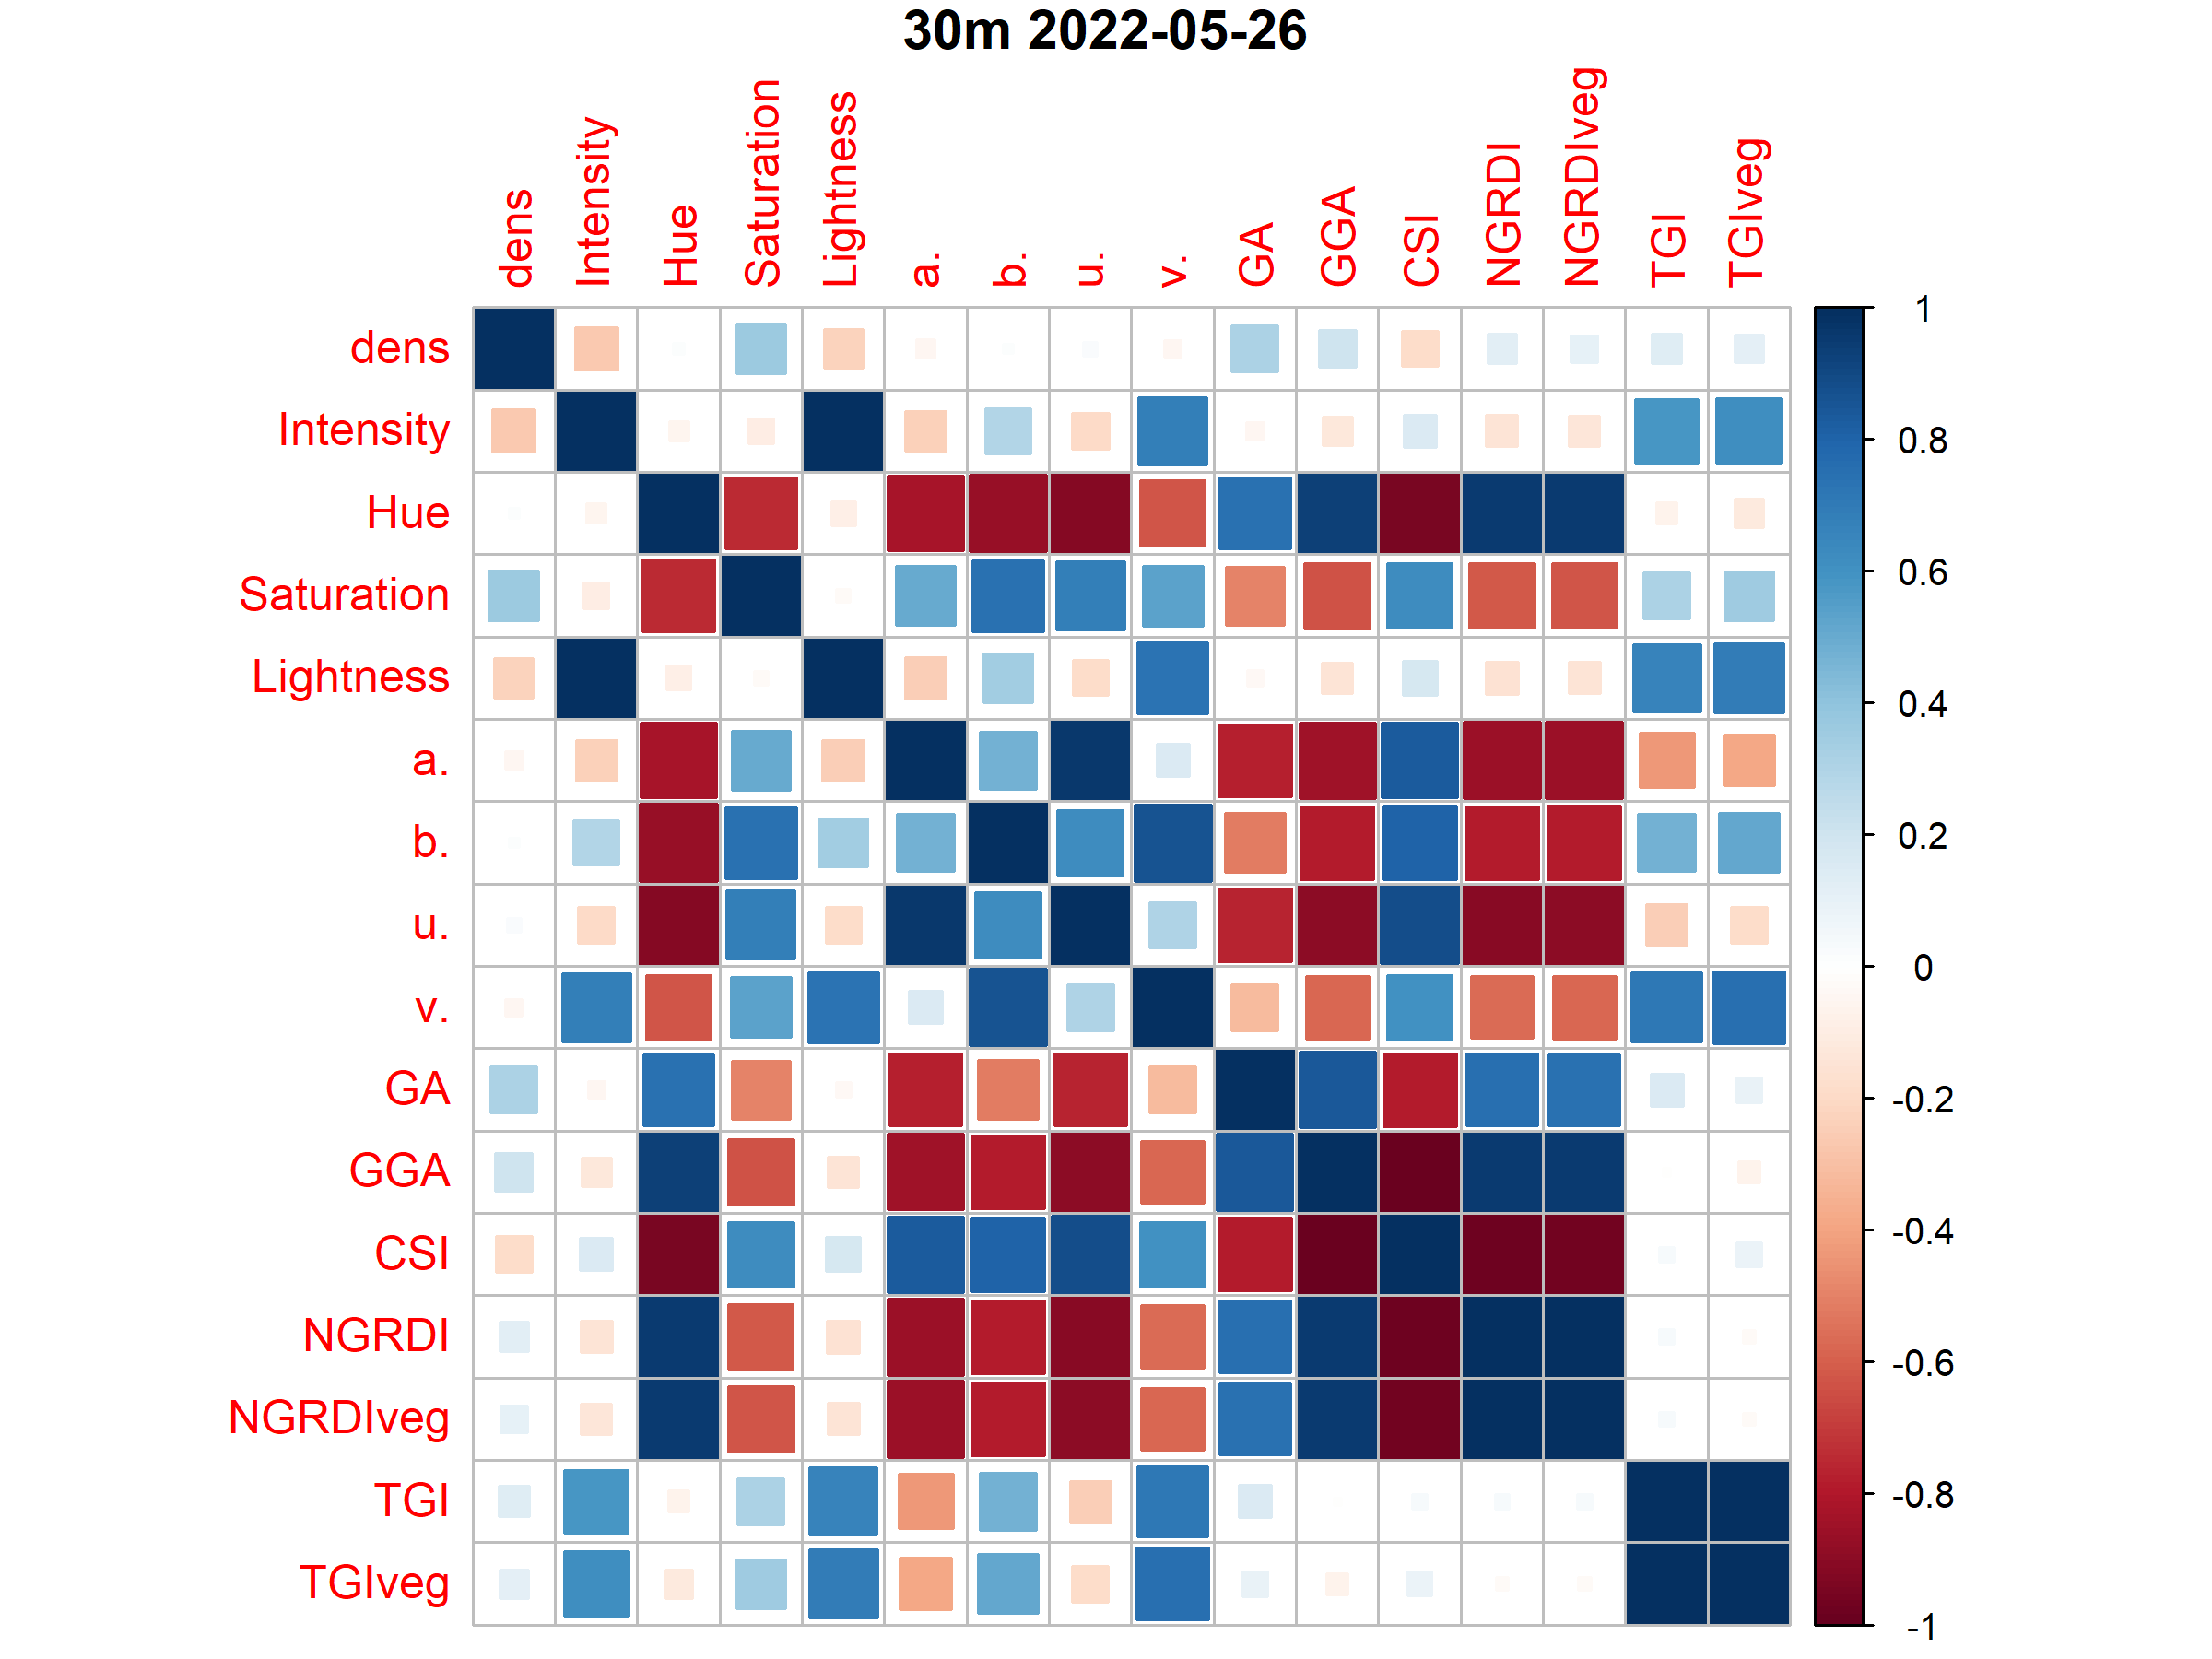 30m 2022-05-26
dens Intensity Hue Saturation Lightness a. b. u. v. GA GGA CSI NGRDI NGRDIveg TGI TGIveg
dens
Intensity
Hue
Saturation
Lightness
a.
b.
u.
v.
GA
GGA
CSI
NGRDI
NGRDIveg
TGI
TGIveg
1
0.8
0.6
0.4
0.2
0
-0.2
-0.4
-0.6
-0.8
-1